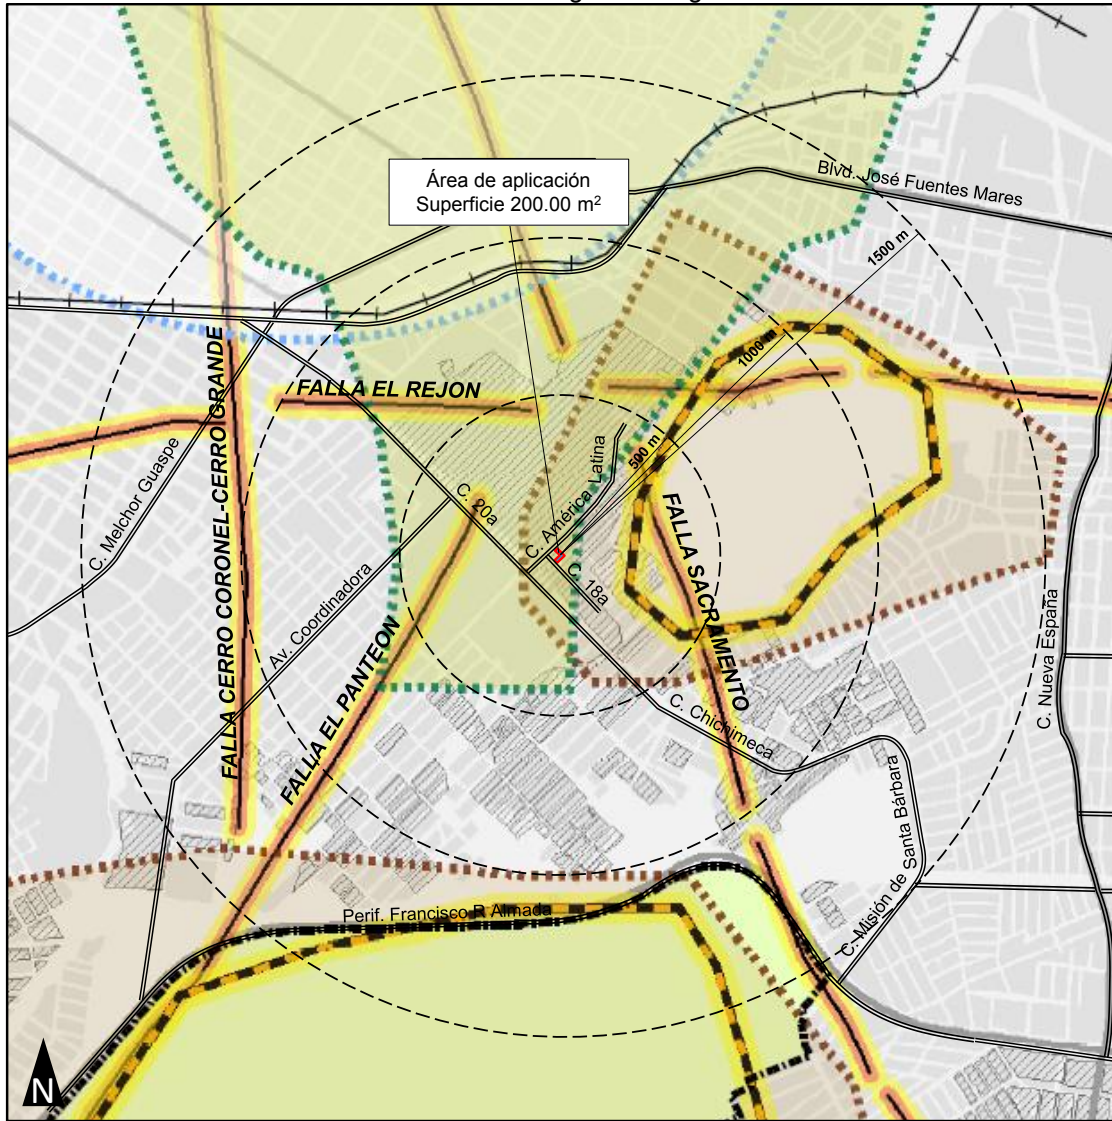 Área de aplicación
Superficie 200.00 m²
Blvd. José Fuentes Mares
1500 m
1000 m
500 m
FALLA EL REJON
FALLA CERRO CORONEL-CERRO GRANDE
C. Melchor Guaspe
C. América Latina
C. 20a
C. 18a
FALLA SACRAMENTO
Av. Coordinadora
FALLA EL PANTEON
C. Chichimeca
C. Nueva España
C. Misión de Santa Bárbara
Perif. Francisco R Almada
N